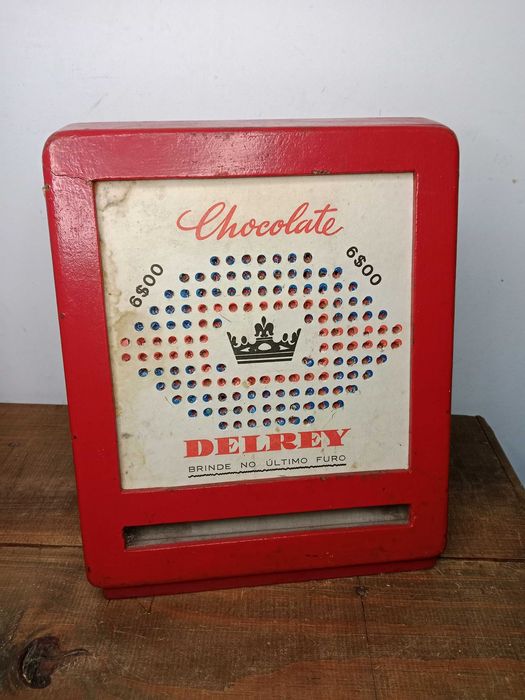 Chocolate
6$00
6$00
DELREY
BRINDE NO ÚLTIMO FURO